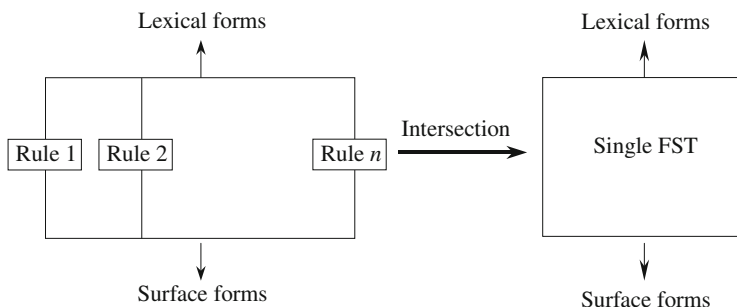 Lexical forms
Lexical forms
Intersection
Rule 1
Rule 2
Rule n
Single FST
Surface forms
Surface forms